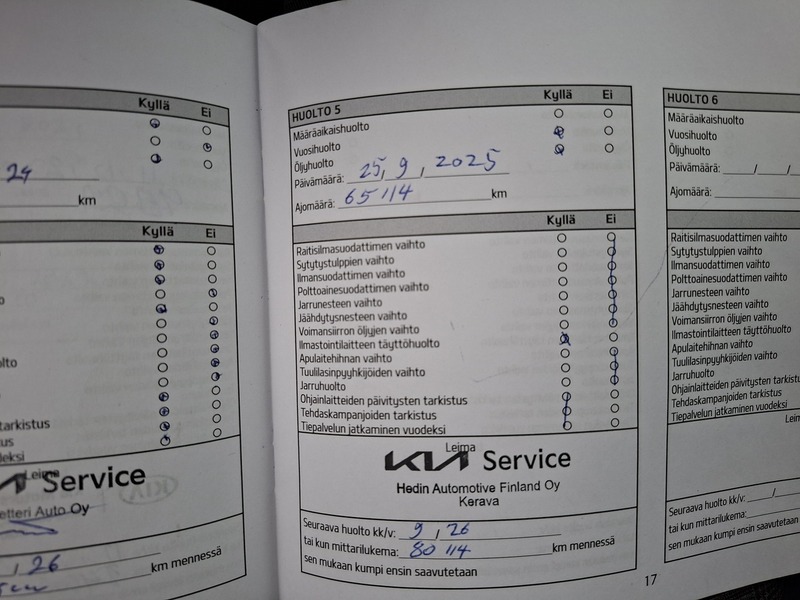 Kyllä Ei
24
km
Kyllä Ei
tarkistus
Leima
Service
etteri Auto Oy
, 26
km mennessä
HUOLTO 5 Kyllä Ei
Määräaikaishuolto
Vuosihuolto
Öljyhuolto
Päivämäärä: 25, 9, 2025
Ajomäärä: 65 114 km
Kyllä Ei
Raitisilmasuodattimen vaihto
Sytytystulppien vaihto
Ilmansuodattimen vaihto
Polttoainesuodattimen vaihto
Jarrunesteen vaihto
Jäähdytysnesteen vaihto
Voimansiirron öljyjen vaihto
Ilmastointilaitteen täyttöhuolto
Apulaitehihnan vaihto
Tuulilasinpyyhkijöiden vaihto
Jarruhuolto
Ohjainlaitteiden päivitysten tarkistus
Tehdaskampanjoiden tarkistus
Tiepalvelun jatkaminen vuodeksi
Leima
KIA Service
Hedin Automotive Finland Oy
Kerava
Seuraava huolto kk/v: 9, 26
tai kun mittarilukema: 80 114 km mennessä
sen mukaan kumpi ensin saavutetaan
17
HUOLTO 6
Määräaikaishuolto
Vuosihuolto
Öljyhuolto
Päivämäärä: / /
Ajomäärä:
Raitisilmasuodattimen vaihto
Sytytystulppien vaihto
Ilmansuodattimen vaihto
Polttoainesuodattimen vaihto
Jarrunesteen vaihto
Jäähdytysnesteen vaihto
Voimansiirron öljyjen vaihto
Ilmastointilaitteen täyttöhuolto
Apulaitehihnan vaihto
Tuulilasinpyyhkijöiden vaihto
Jarruhuolto
Ohjainlaitteiden päivitysten tarkistus
Tehdaskampanjoiden tarkistus
Tiepalvelun jatkaminen vuodeksi
Seuraava huolto kk/v: /
tai kun mittarilukema:
sen mukaan kumpi ensin saavutetaan